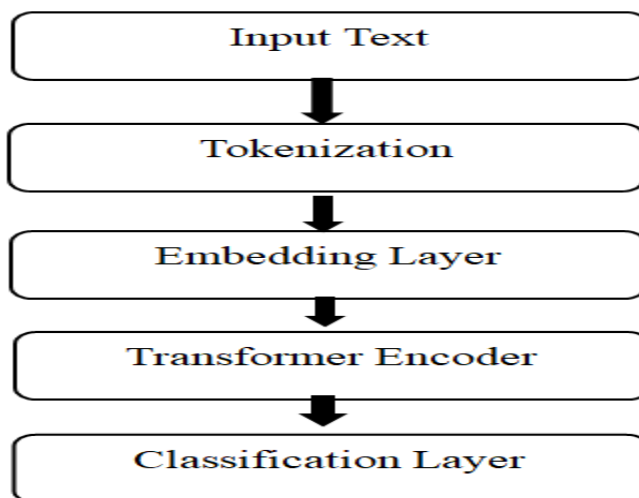 Input Text
Tokenization
Embedding Layer
Transformer Encoder
Classification Layer